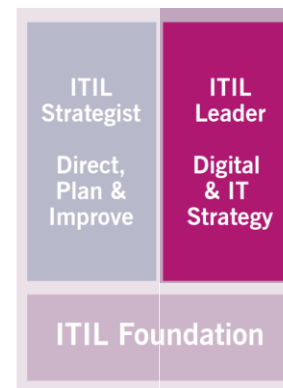 ITIL
Strategist
Direct,
Plan &
Improve
ITIL
Leader
Digital
& IT
Strategy
ITIL Foundation